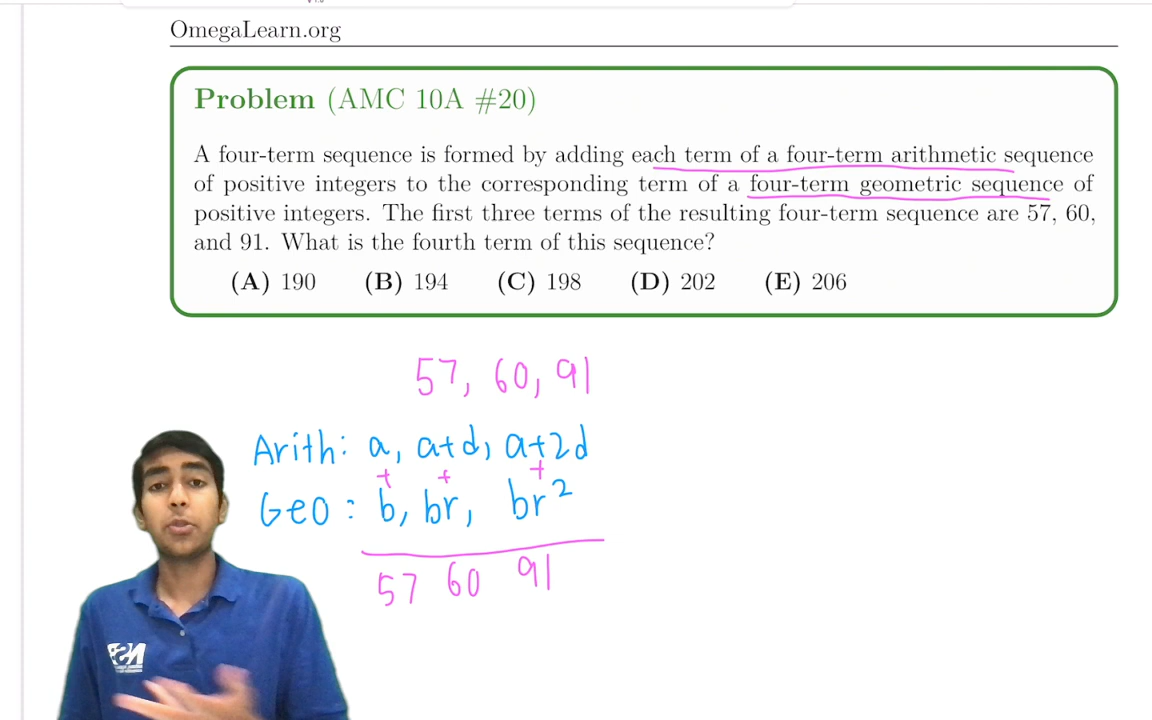 OmegaLearn.org
Problem (AMC 10A #20)
A four-term sequence is formed by adding each term of a four-term arithmetic sequence
of positive integers to the corresponding term of a four-term geometric sequence of
positive integers. The first three terms of the resulting four-term sequence are 57, 60,
and 91. What is the fourth term of this sequence?
(A) 190 (B) 194 (C) 198 (D) 202 (E) 206
57, 60, 91
Arith: a, a+d, a+2d
+ + +
Geo: b, br, br²
57 60 91